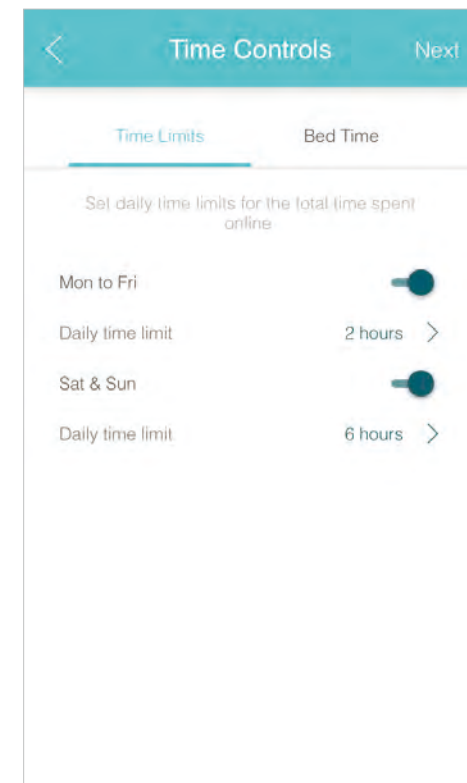 Time Controls Next
Time Limits Bed Time
Set daily time limits for the total time spent
online
Mon to Fri
Daily time limit 2 hours
Sat & Sun
Daily time limit 6 hours